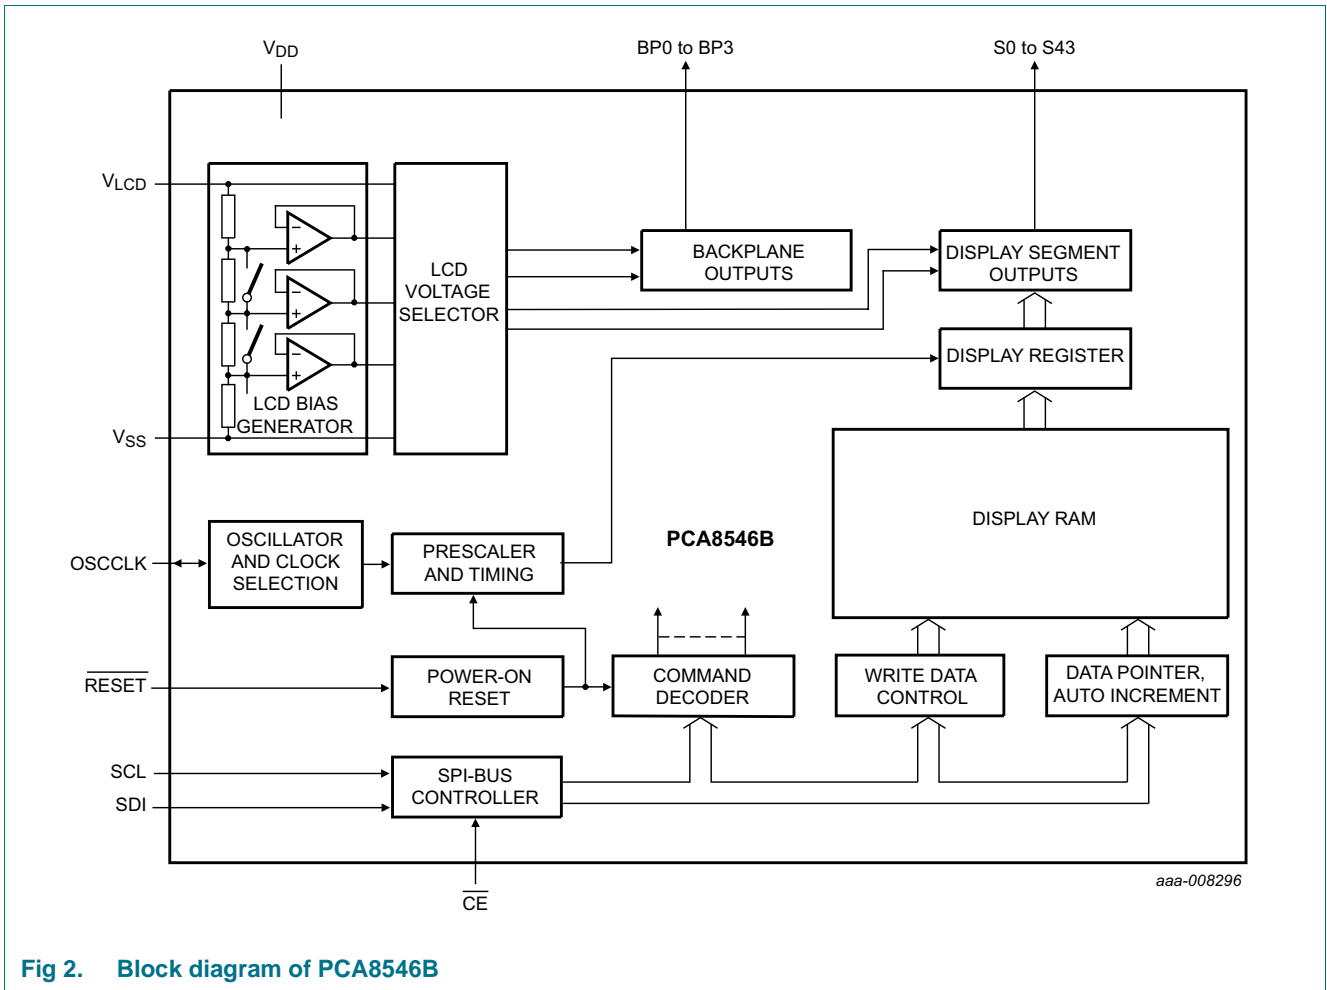 VDD
BP0 to BP3
S0 to S43
VLCD
LCD
VOLTAGE
SELECTOR
BACKPLANE
OUTPUTS
DISPLAY SEGMENT
OUTPUTS
DISPLAY REGISTER
LCD BIAS
GENERATOR
VSS
DISPLAY RAM
PCA8546B
OSCCLK
OSCILLATOR
AND CLOCK
SELECTION
PRESCALER
AND TIMING
RESET
POWER-ON
RESET
COMMAND
DECODER
WRITE DATA
CONTROL
DATA POINTER,
AUTO INCREMENT
SCL
SDI
SPI-BUS
CONTROLLER
CE
aaa-008296
Fig 2. Block diagram of PCA8546B